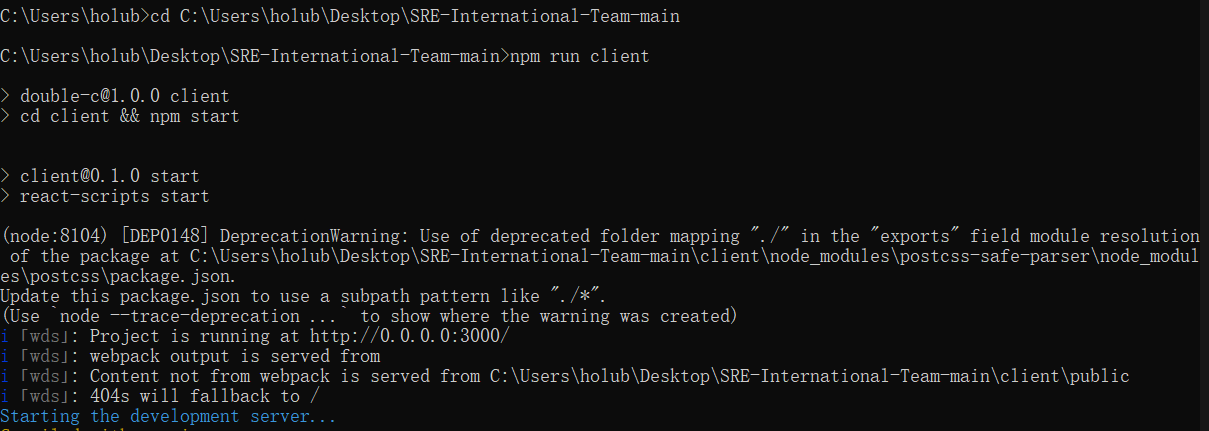 C:\Users\holub>cd C:\Users\holub\Desktop\SRE-International-Team-main
C:\Users\holub\Desktop\SRE-International-Team-main>npm run client
> double-c@1.0.0 client
> cd client && npm start
> client@0.1.0 start
> react-scripts start
(node:8104) [DEP0148] DeprecationWarning: Use of deprecated folder mapping "./" in the "exports" field module resolution
of the package at C:\Users\holub\Desktop\SRE-International-Team-main\client\node_modules\postcss-safe-parser\node_modul
es\postcss\package.json.
Update this package.json to use a subpath pattern like "./*".
(Use `node --trace-deprecation ...` to show where the warning was created)
i「wds」: Project is running at http://0.0.0.0:3000/
i「wds」: webpack output is served from
i「wds」: Content not from webpack is served from C:\Users\holub\Desktop\SRE-International-Team-main\client\public
i「wds」: 404s will fallback to /
Starting the development server...